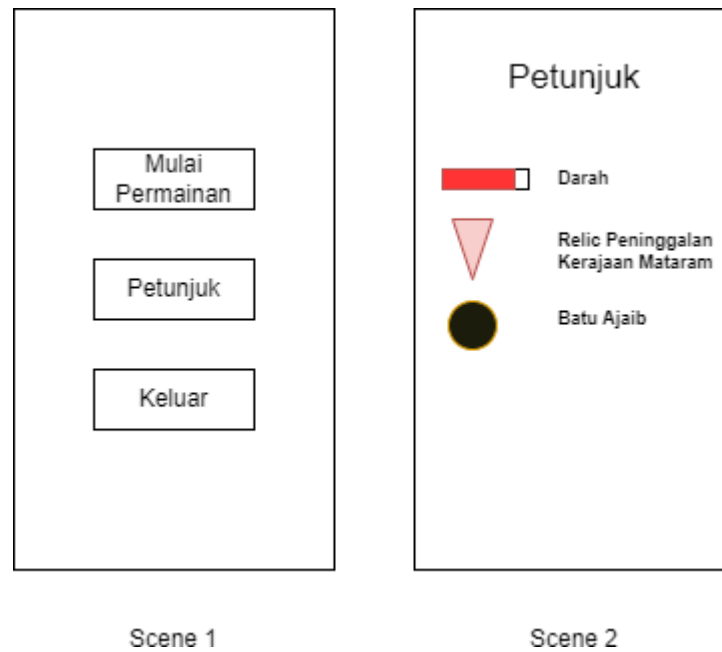 Mulai
Permainan
Petunjuk
Keluar
Scene 1
Petunjuk
Darah
Relic Peninggalan
Kerajaan Mataram
Batu Ajaib
Scene 2